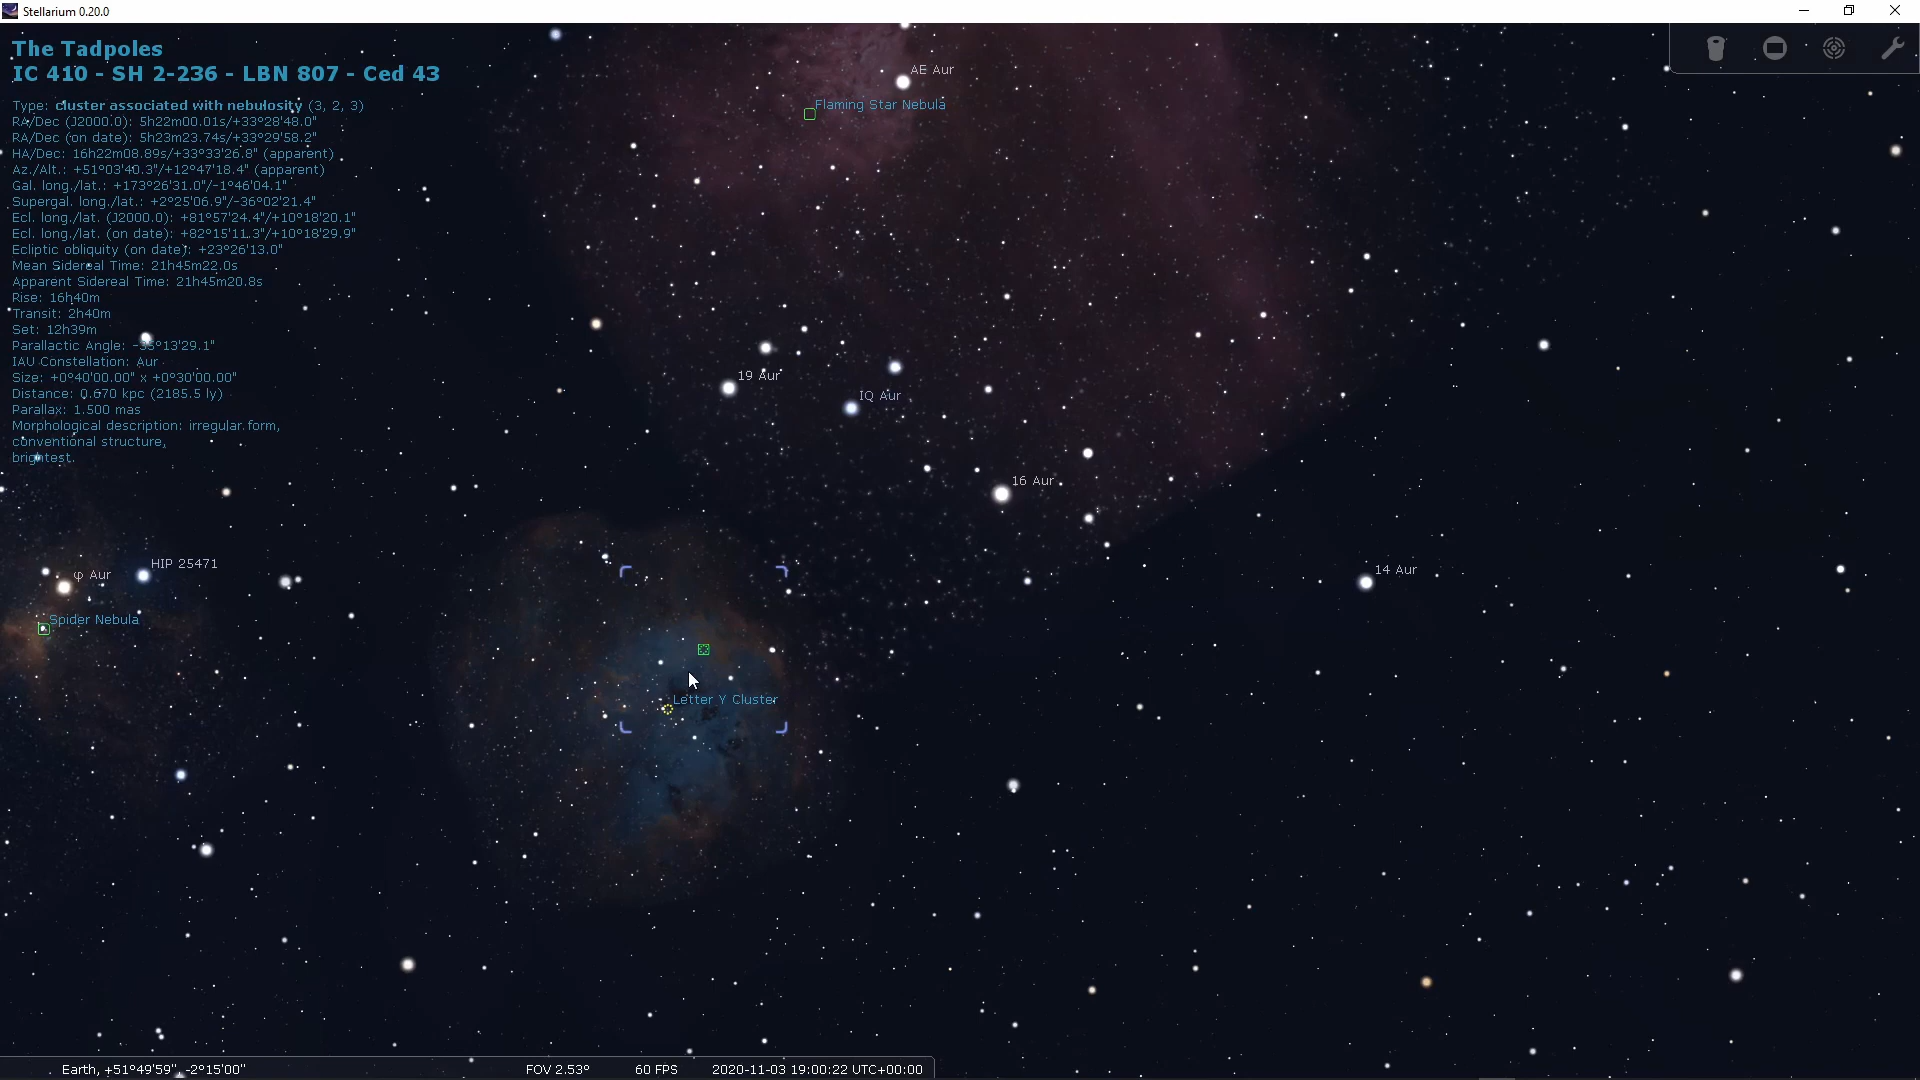 Stellarium 0.20.0
The Tadpoles
IC 410 - SH 2-236 - LBN 807 - Ced 43
Type: cluster associated with nebulosity (3, 2, 3)
RA/Dec (J2000.0): 5h22m00.01s/+33°28'48.0"
RA/Dec (on date): 5h23m23.74s/+33°29'58.2"
HA/Dec: 16h22m08.89s/+33°33'26.8" (apparent)
Az./Alt.: +51°03'40.3"/+12°47'18.4" (apparent)
Gal. long./lat.: +173°26'31.0"/-1°46'04.1"
Supergal. long./lat.: +2°25'06.9"/-36°02'21.4"
Ecl. long./lat. (J2000.0): +81°57'24.4"/+10°18'20.1"
Ecl. long./lat. (on date): +82°15'11.3"/+10°18'29.9"
Ecliptic obliquity (on date): +23°26'13.0"
Mean Sidereal Time: 21h45m22.0s
Apparent Sidereal Time: 21h45m20.8s
Rise: 16h40m
Transit: 2h40m
Set: 12h39m
Parallactic Angle: -35°13'29.1"
IAU Constellation: Aur
Size: +0°40'00.00" x +0°30'00.00"
Distance: 0.670 kpc (2185.5 ly)
Parallax: 1.500 mas
Morphological description: irregular form,
conventional structure,
brightest.
AE Aur
Flaming Star Nebula
19 Aur
IQ Aur
16 Aur
14 Aur
HIP 25471
φ Aur
Spider Nebula
Letter Y Cluster
Earth, +51°49'59", -2°15'00"
FOV 2.53°
60 FPS
2020-11-03 19:00:22 UTC+00:00